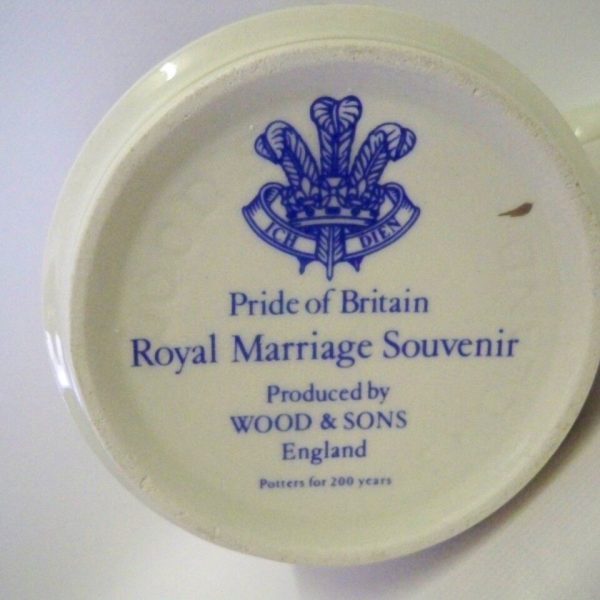 ICH DIEN
Pride of Britain
Royal Marriage Souvenir
Produced by
WOOD & SONS
England
Potters for 200 years